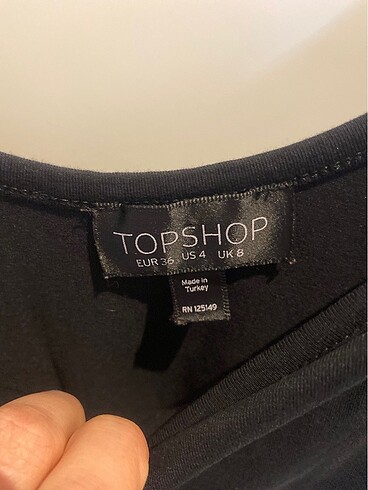 TOPSHOP
EUR 36 US 4 UK 8
Made in
Turkey
RN 125149